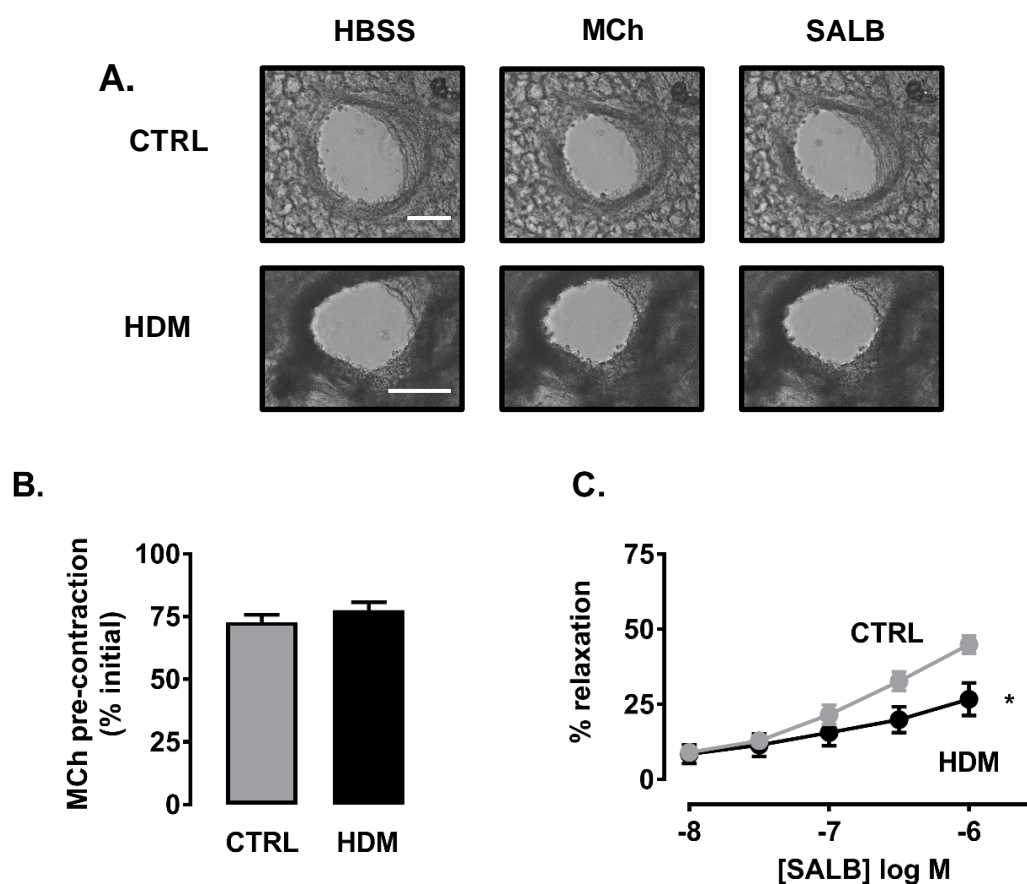 HBSS MCh SALB
A.
CTRL
HDM
B.
MCh pre-contraction
(% initial)
100
75
50
25
0
CTRL HDM
C.
% relaxation
75
50
25
0
CTRL
*
HDM
-8 -7 -6
[SALB] log M